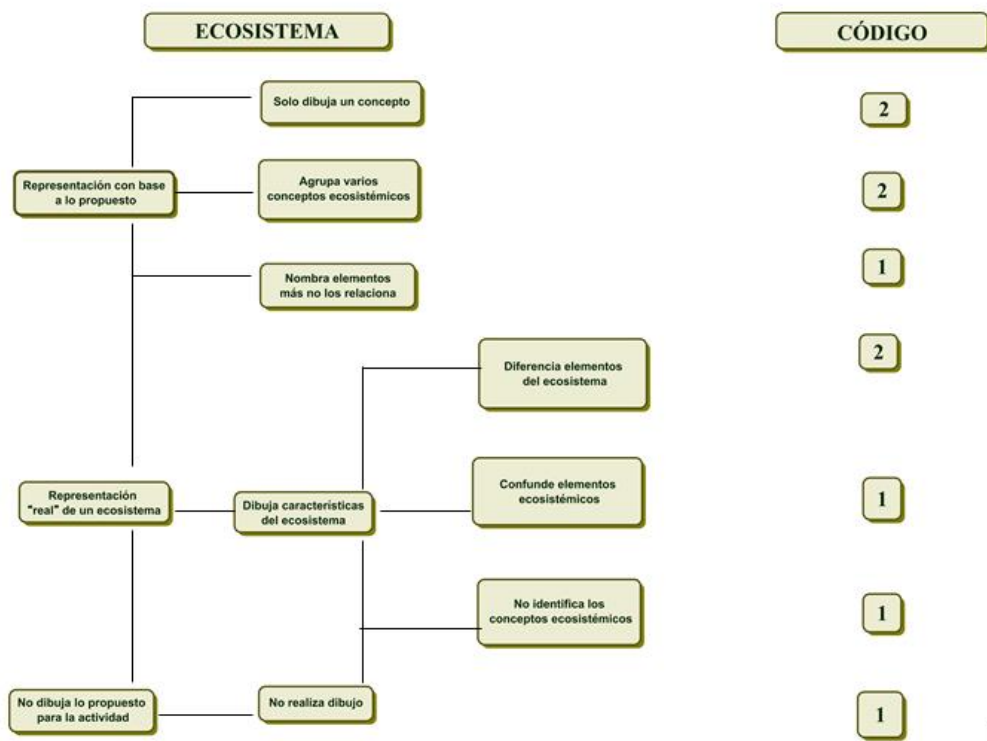 ECOSISTEMA
CÓDIGO
Solo dibuja un concepto
2
Representación con base
a lo propuesto
Agrupa varios
conceptos ecosistémicos
2
Nombra elementos
más no los relaciona
1
Diferencia elementos
del ecosistema
2
Representación
“real” de un ecosistema
Dibuja características
del ecosistema
Confunde elementos
ecosistémicos
1
No identifica los
conceptos ecosistémicos
1
No dibuja lo propuesto
para la actividad
No realiza dibujo
1